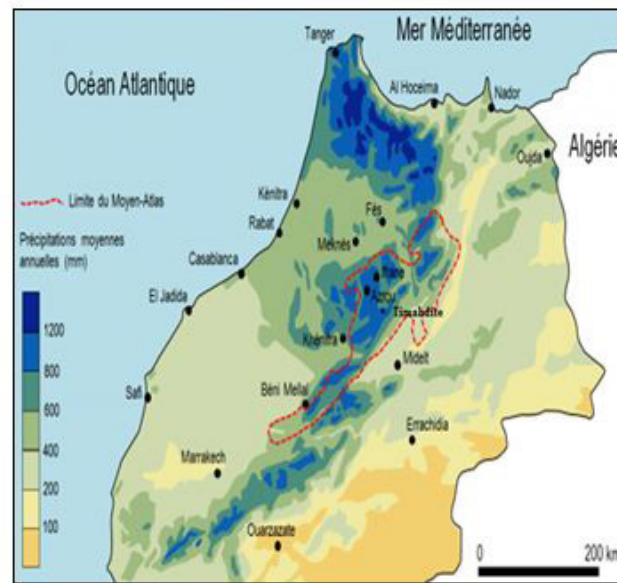 Mer Méditerranée
Tanger
Océan Atlantique
Al Hoceima
Nador
Oujda
Algérie
Limite du Moyen-Atlas
Kénitra
Fès
Rabat
Meknès
Précipitations moyennes
annuelles (mm)
Casablanca
Ifrane
Azrou
El Jadida
Timahdite
1200
Khénifra
800
Midelt
600
Safi
Béni Mellal
400
Errachidia
Marrakech
200
100
Ouarzazate
0
200 km